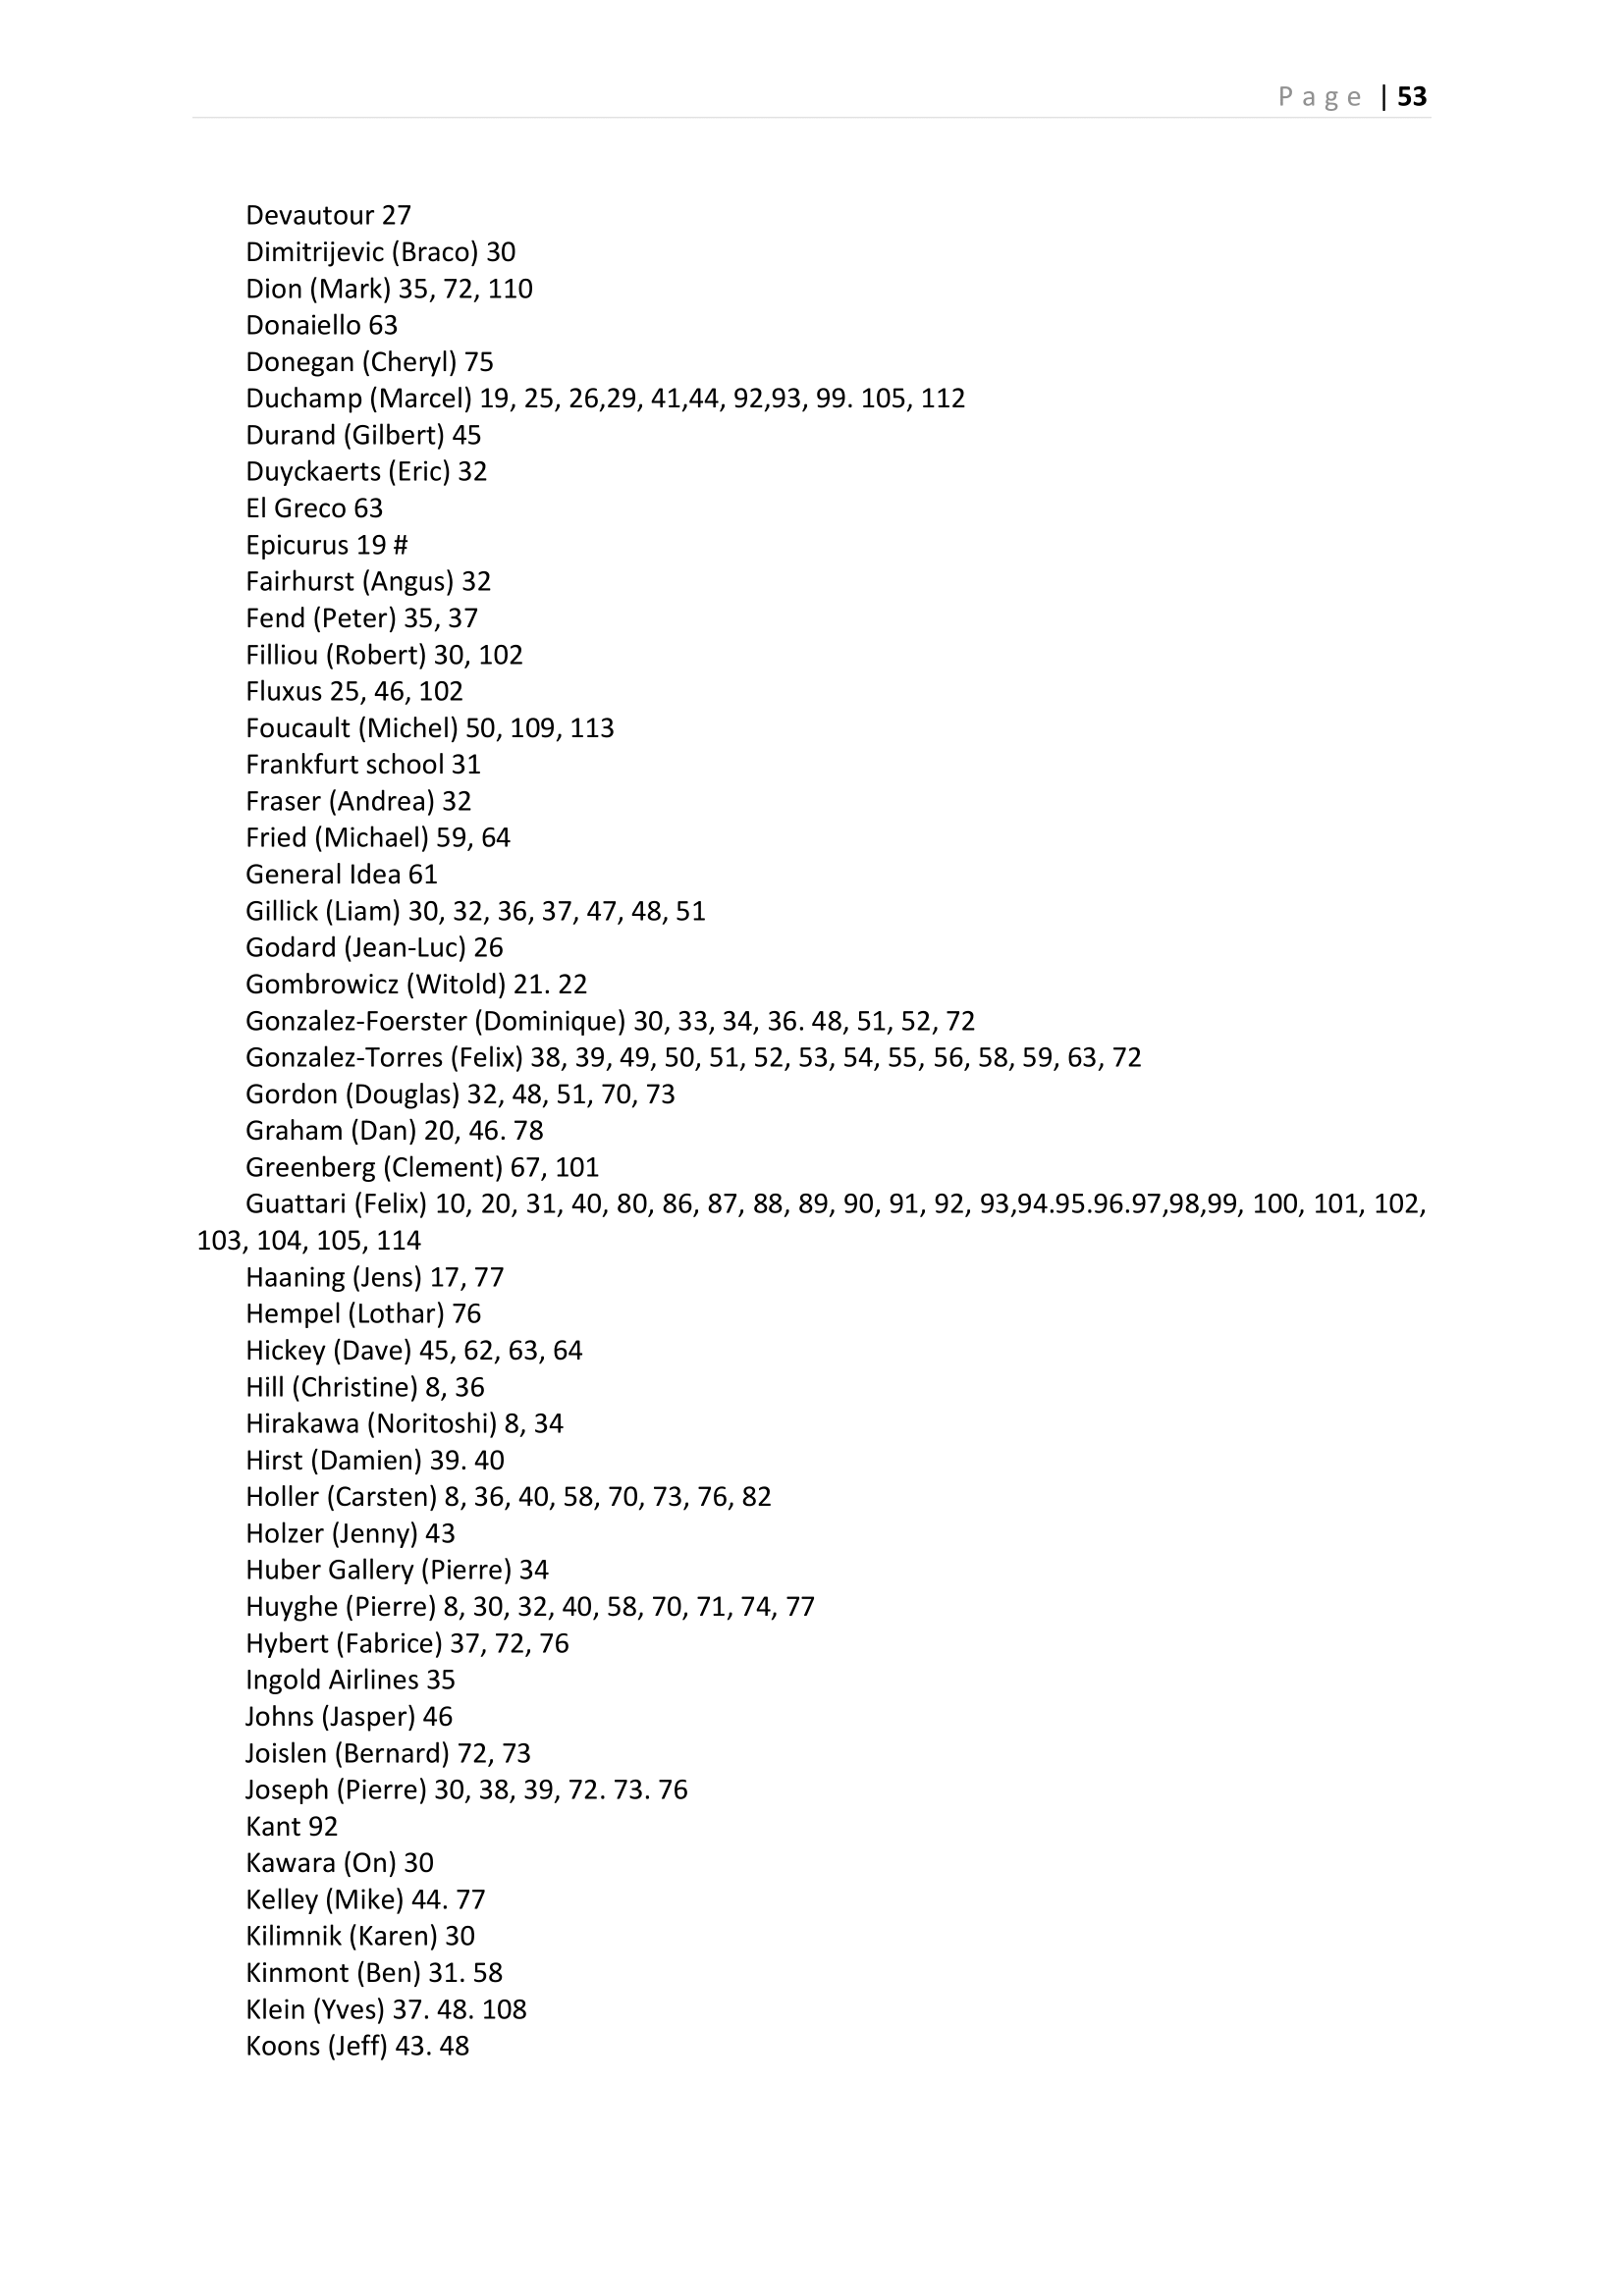 Page | 53
Devautour 27
Dimitrijevic (Braco) 30
Dion (Mark) 35, 72, 110
Donaiello 63
Donegan (Cheryl) 75
Duchamp (Marcel) 19, 25, 26,29, 41,44, 92,93, 99. 105, 112
Durand (Gilbert) 45
Duyckaerts (Eric) 32
El Greco 63
Epicurus 19 #
Fairhurst (Angus) 32
Fend (Peter) 35, 37
Filliou (Robert) 30, 102
Fluxus 25, 46, 102
Foucault (Michel) 50, 109, 113
Frankfurt school 31
Fraser (Andrea) 32
Fried (Michael) 59, 64
General Idea 61
Gillick (Liam) 30, 32, 36, 37, 47, 48, 51
Godard (Jean-Luc) 26
Gombrowicz (Witold) 21. 22
Gonzalez-Foerster (Dominique) 30, 33, 34, 36. 48, 51, 52, 72
Gonzalez-Torres (Felix) 38, 39, 49, 50, 51, 52, 53, 54, 55, 56, 58, 59, 63, 72
Gordon (Douglas) 32, 48, 51, 70, 73
Graham (Dan) 20, 46. 78
Greenberg (Clement) 67, 101
Guattari (Felix) 10, 20, 31, 40, 80, 86, 87, 88, 89, 90, 91, 92, 93,94.95.96.97,98,99, 100, 101, 102,
103, 104, 105, 114
Haaning (Jens) 17, 77
Hempel (Lothar) 76
Hickey (Dave) 45, 62, 63, 64
Hill (Christine) 8, 36
Hirakawa (Noritoshi) 8, 34
Hirst (Damien) 39. 40
Holler (Carsten) 8, 36, 40, 58, 70, 73, 76, 82
Holzer (Jenny) 43
Huber Gallery (Pierre) 34
Huyghe (Pierre) 8, 30, 32, 40, 58, 70, 71, 74, 77
Hybert (Fabrice) 37, 72, 76
Ingold Airlines 35
Johns (Jasper) 46
Joislen (Bernard) 72, 73
Joseph (Pierre) 30, 38, 39, 72. 73. 76
Kant 92
Kawara (On) 30
Kelley (Mike) 44. 77
Kilimnik (Karen) 30
Kinmont (Ben) 31. 58
Klein (Yves) 37. 48. 108
Koons (Jeff) 43. 48